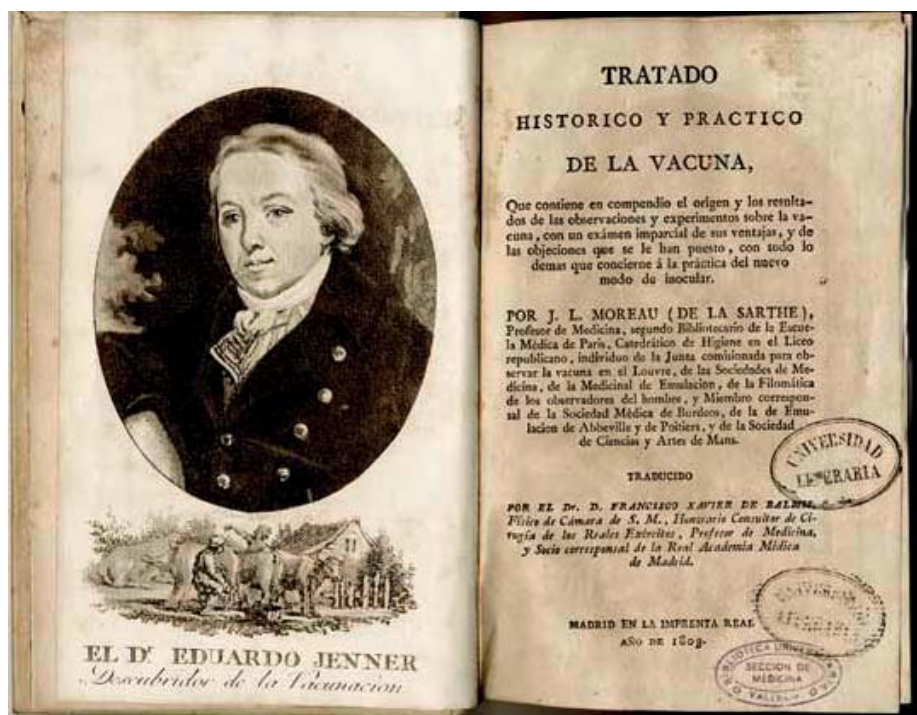 EL Dr. EDUARDO JENNER
Descubridor de la Vacunacion
TRATADO
HISTORICO Y PRACTICO
DE LA VACUNA,
Que contiene en compendio el origen y los resulta-
dos de las observaciones y experimentos sobre la va-
cuna, con un exámen imparcial de sus ventajas, y de
las objeciones que se le han puesto, con todo lo
demas que concierne á la práctica del nuevo
modo de inocular.
POR J. L. MOREAU (DE LA SARTHE),
Profesor de Medicina, segundo Bibliotecario de la Escue-
la Médica de Paris, Catedrático de Higiene en el Liceo
republicano, individuo de la Junta comisionada para ob-
servar la vacuna en el Louvre, de las Sociedades de Me-
dicina, de la Medicinal de Emulacion, de la Filomática
de los observadores del hombre, y Miembro correspon-
sal de la Sociedad Médica de Burdeos, de la de Emu-
lacion de Abbeville y de Poitiers, y de la Sociedad
de Ciencias y Artes de Mans.
UNIVERSIDAD
LITERARIA
TRADUCIDO
POR EL Dr. D. FRANCISCO XAVIER DE BALMIS,
Físico de Cámara de S. M., Honorario Consultor de Ci-
rugía de los Reales Exércitos, Profesor de Medicina,
y Socio corresponsal de la Real Academia Médica
de Madrid.
UNIVERSIDAD
LITERARIA
MADRID EN LA IMPRENTA REAL
AÑO DE 1803.
BIBLIOTECA
SECCION DE
MEDICINA